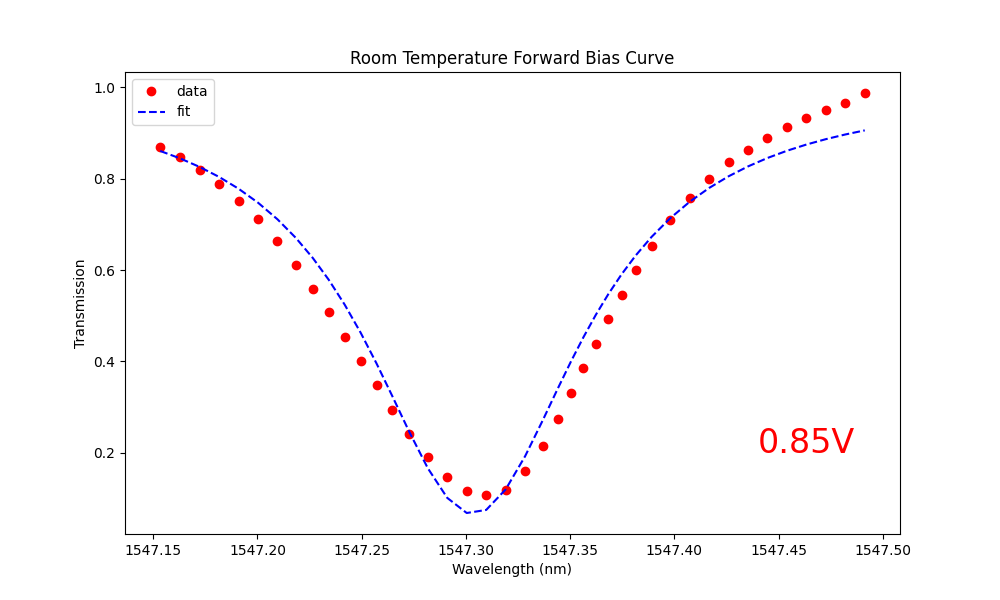 Room Temperature Forward Bias Curve
data
fit
1.0
0.8
0.6
0.4
0.2
Transmission
0.85V
1547.15 1547.20 1547.25 1547.30 1547.35 1547.40 1547.45 1547.50
Wavelength (nm)